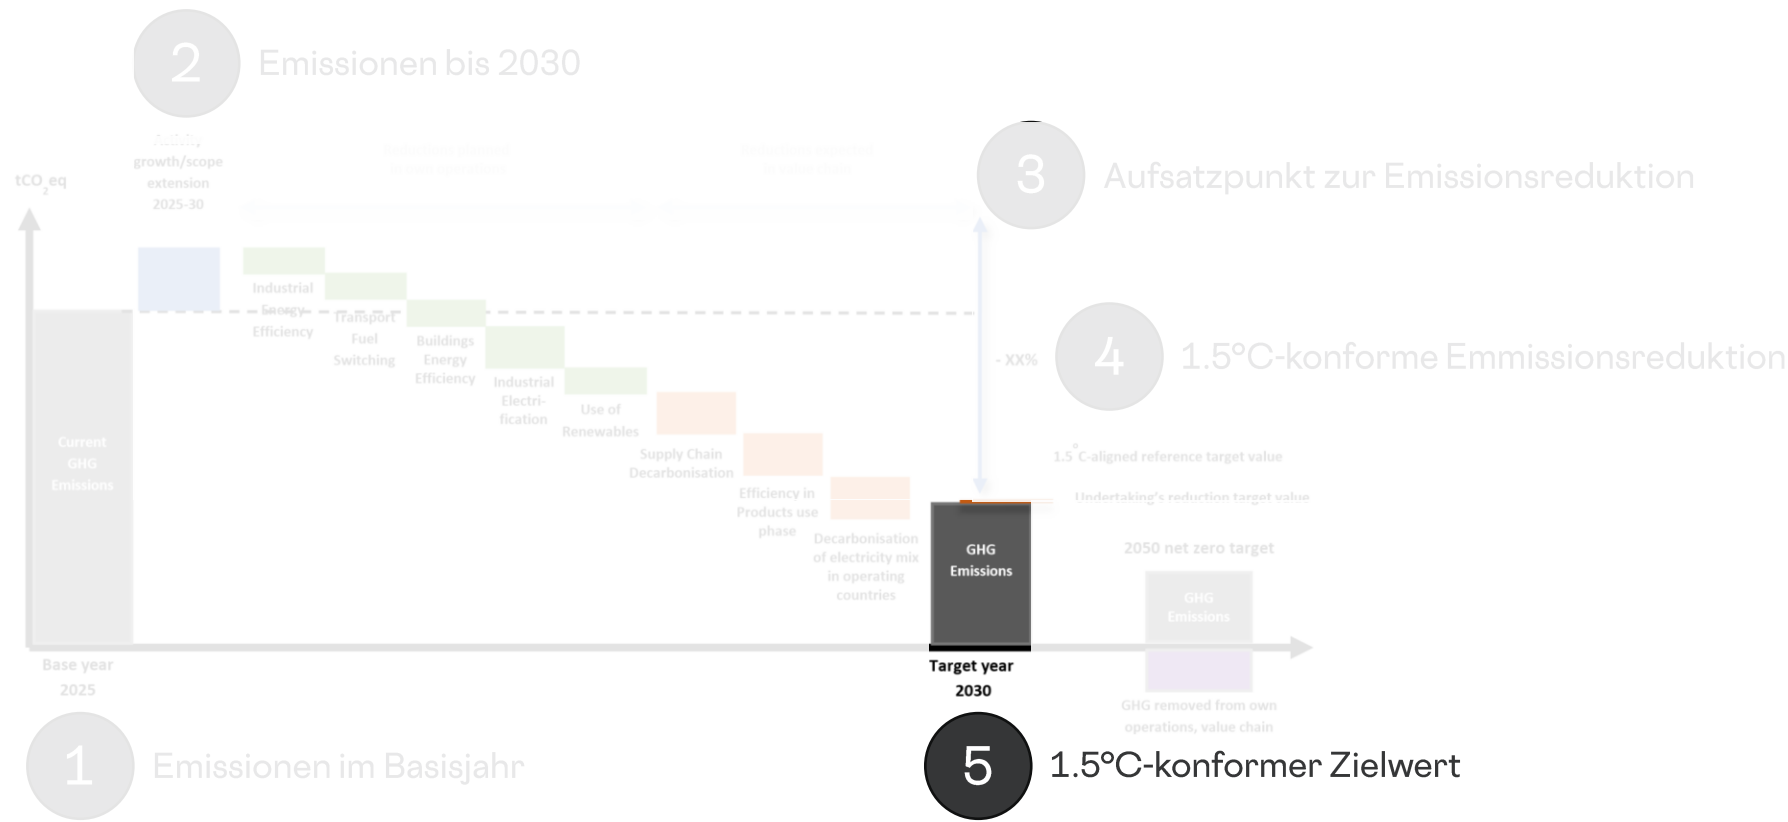 2
Emissionen bis 2030
Activity
growth/scope
extension
2025-30
tCO2eq
3
Aufsatzpunkt zur Emissionsreduktion
Industrial
Energy
Efficiency
Transport
Fuel
Switching
Buildings
Energy
Efficiency
Industrial
Electri-
fication
Use of
Renewables
Supply Chain
Decarbonisation
Efficiency in
Products use
phase
Decarbonisation
of electricity mix
in operating
countries
- XX%
4
1.5°C-konforme Emmissionsreduktion
1.5°C-aligned reference target value
Undertaking's reduction target value
Current
GHG
Emissions
GHG
Emissions
2050 net zero target
GHG
Emissions
Base year
2025
Target year
2030
GHG removed from own
operations, value chain
1
Emissionen im Basisjahr
5
1.5°C-konformer Zielwert